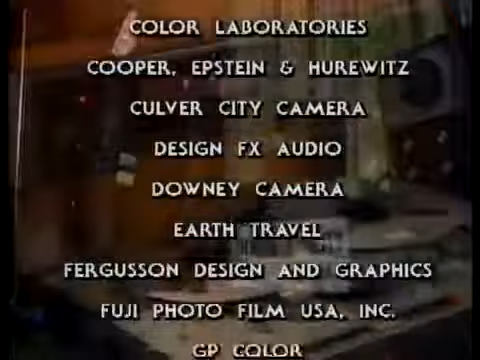 COLOR LABORATORIES
COOPER, EPSTEIN & HUREWITZ
CULVER CITY CAMERA
DESIGN FX AUDIO
DOWNEY CAMERA
EARTH TRAVEL
FERGUSSON DESIGN AND GRAPHICS
FUJI PHOTO FILM USA, INC.
GP COLOR